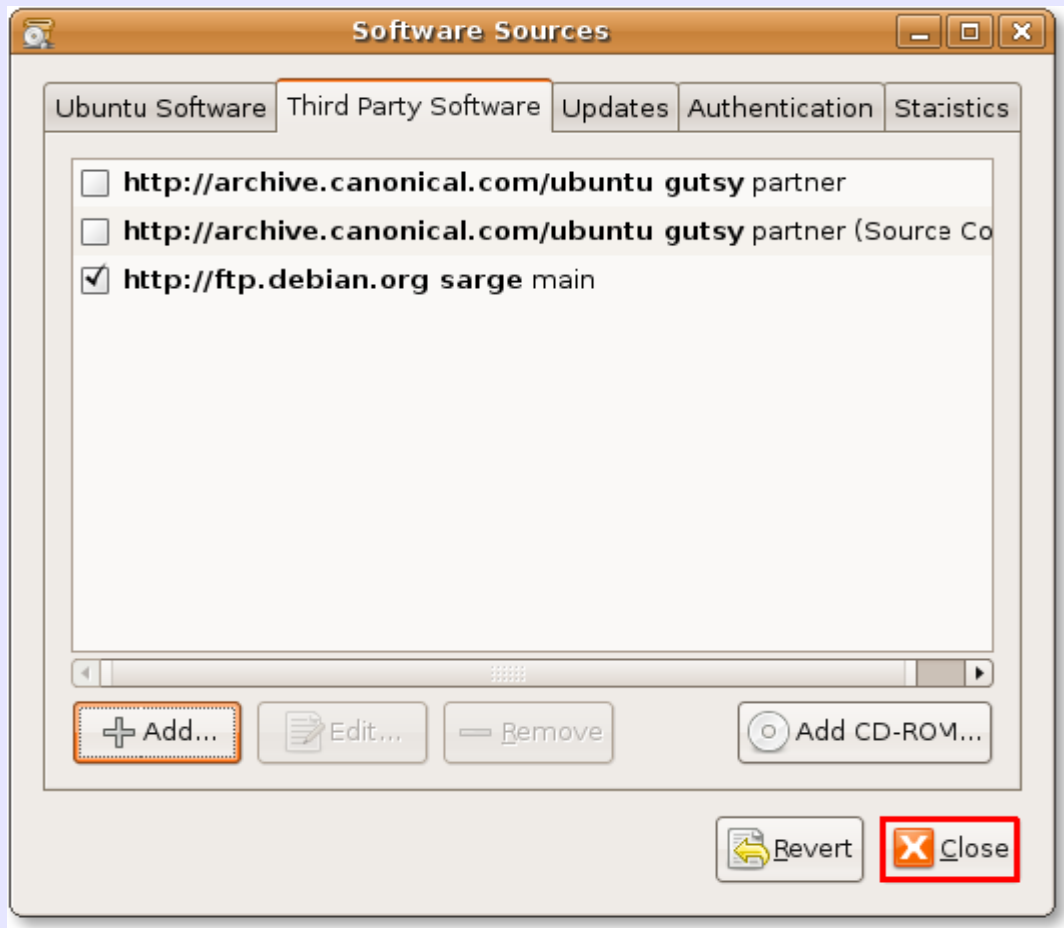 Software Sources
Ubuntu Software Third Party Software Updates Authentication Statistics
http://archive.canonical.com/ubuntu gutsy partner
http://archive.canonical.com/ubuntu gutsy partner (Source Co
http://ftp.debian.org sarge main
Add... Edit... Remove Add CD-ROM...
Revert Close